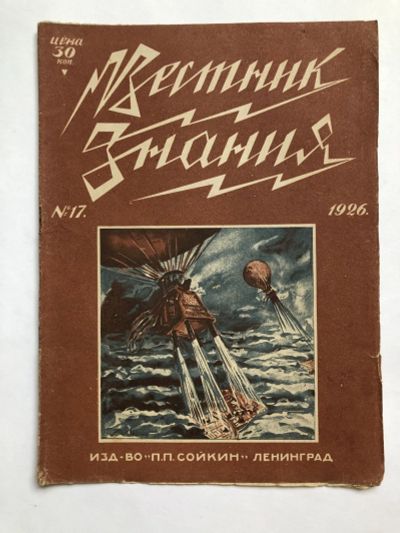 Цена
30
коп.
Вестник
Знания
№17.
1926.
ИЗД-ВО "П.П. СОЙКИН" ЛЕНИНГРАД